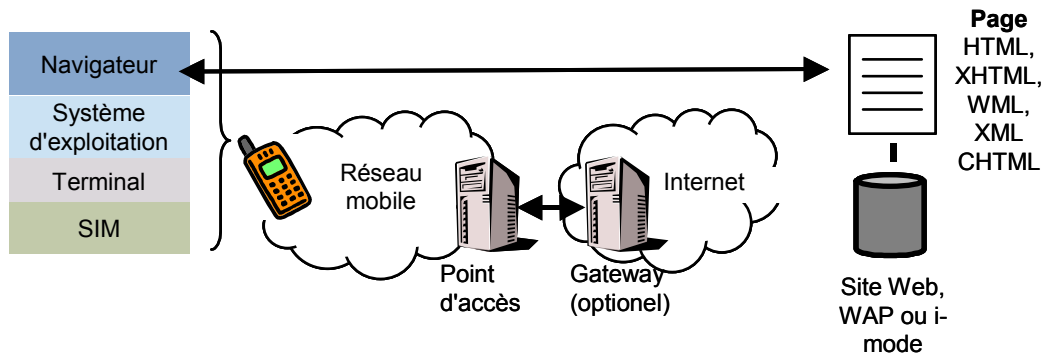 Navigateur
Système
d'exploitation
Terminal
SIM
Réseau
mobile
Point
d'accès
Internet
Gateway
(optionel)
Page
HTML,
XHTML,
WML,
XML
CHTML
Site Web,
WAP ou i-
mode